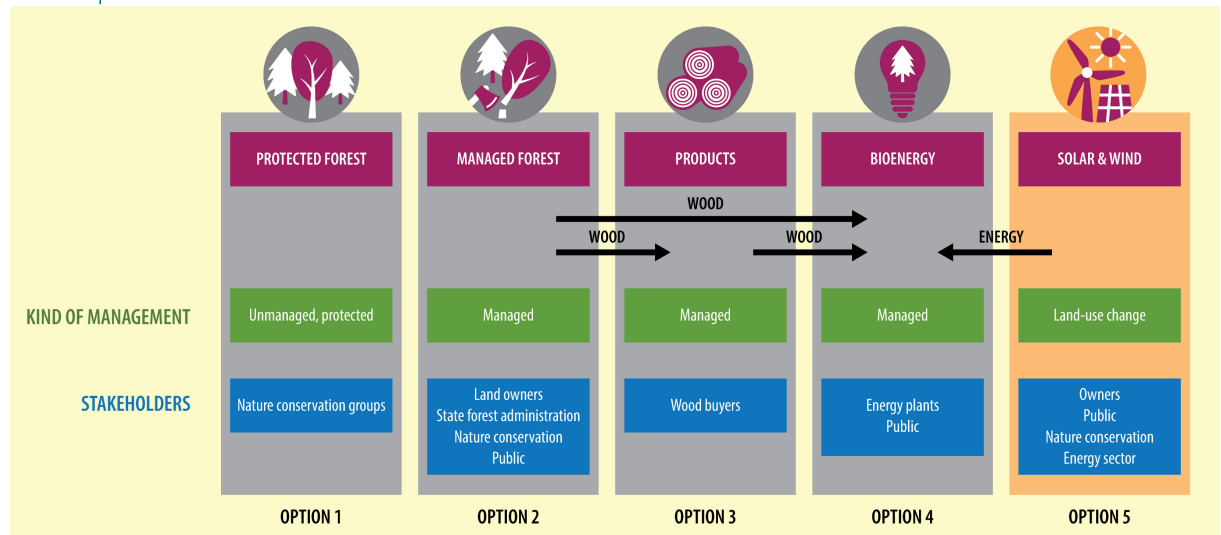 PROTECTED FOREST
MANAGED FOREST
PRODUCTS
BIOENERGY
SOLAR & WIND
WOOD
WOOD
WOOD
ENERGY
KIND OF MANAGEMENT
Unmanaged, protected
Managed
Managed
Managed
Land-use change
STAKEHOLDERS
Nature conservation groups
Land owners
State forest administration
Nature conservation
Public
Wood buyers
Energy plants
Public
Owners
Public
Nature conservation
Energy sector
OPTION 1
OPTION 2
OPTION 3
OPTION 4
OPTION 5